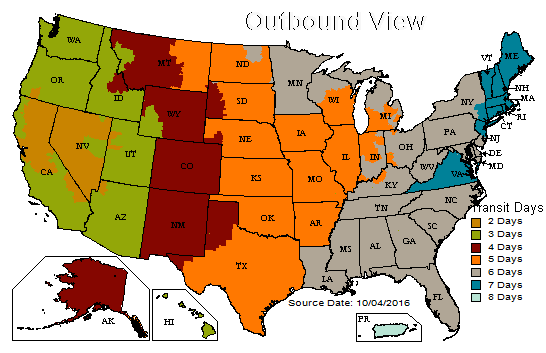 Outbound View
WA
MT
ND
MN
ME
VT
NH
MA
RI
CT
NJ
DE
MD
OR
ID
WY
SD
WI
MI
NY
PA
NV
UT
CO
NE
IA
IL
IN
OH
WV
VA
CA
AZ
NM
KS
MO
KY
NC
TN
SC
OK
AR
TX
LA
MS
AL
GA
FL
AK
HI
PR
Transit Days
2 Days
3 Days
4 Days
5 Days
6 Days
7 Days
8 Days
Source Date: 10/04/2016